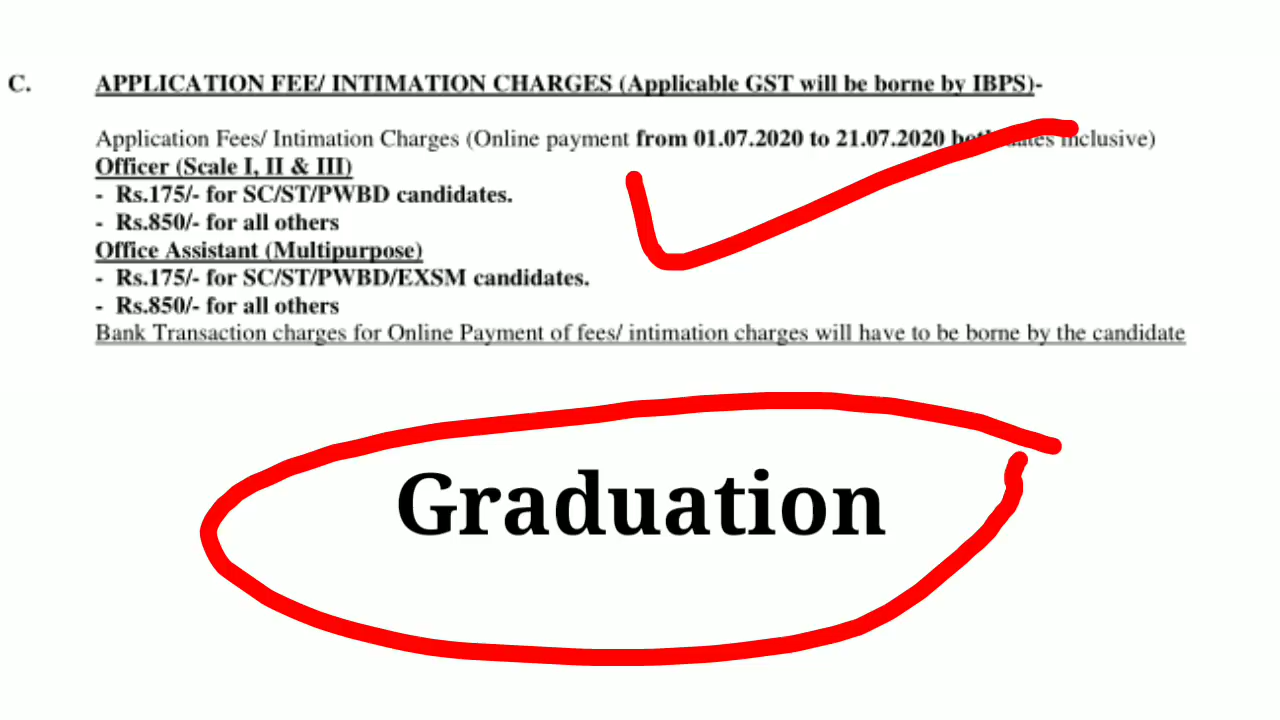 C. APPLICATION FEE/ INTIMATION CHARGES (Applicable GST will be borne by IBPS)-
Application Fees/ Intimation Charges (Online payment from 01.07.2020 to 21.07.2020 inclusive)
Officer (Scale I, II & III)
- Rs.175/- for SC/ST/PWBD candidates.
- Rs.850/- for all others
Office Assistant (Multipurpose)
- Rs.175/- for SC/ST/PWBD/EXSM candidates.
- Rs.850/- for all others
Bank Transaction charges for Online Payment of fees/ intimation charges will have to be borne by the candidate
Graduation